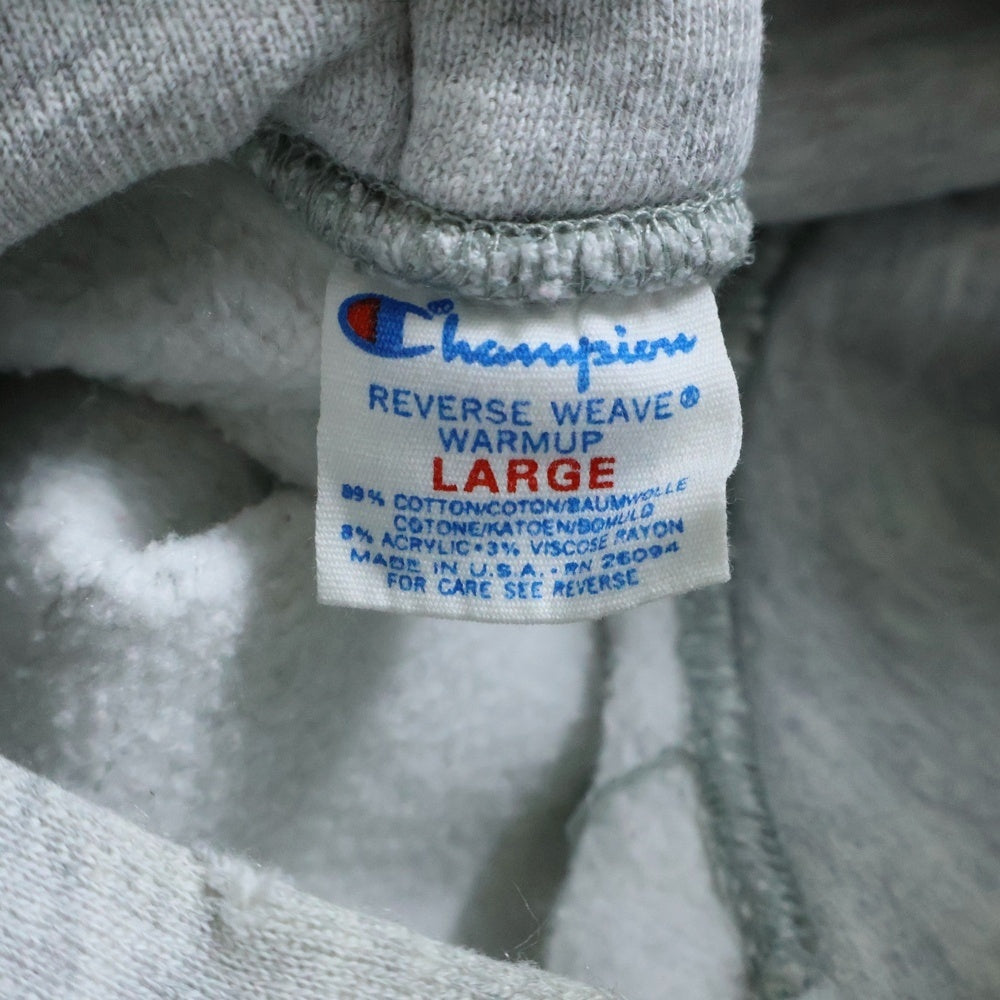 Champion®
REVERSE WEAVE®
WARMUP
LARGE
89% COTTON/COTON/BAUMWOLLE
COTONE/KATOEN/BOMULD
8% ACRYLIC • 3% VISCOSE RAYON
MADE IN U.S.A. • RN 26094
FOR CARE SEE REVERSE